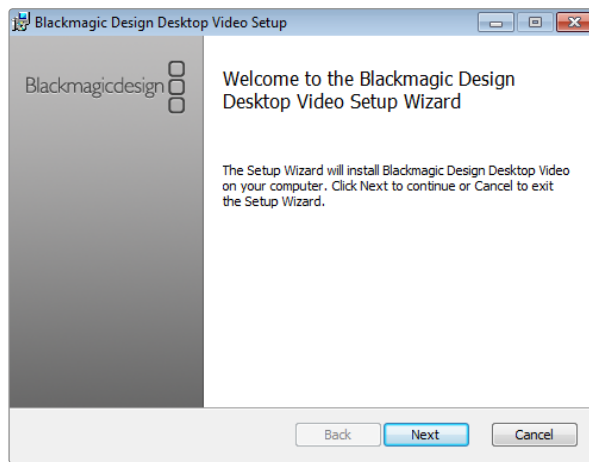 Blackmagic Design Desktop Video Setup
Blackmagicdesign
Welcome to the Blackmagic Design
Desktop Video Setup Wizard
The Setup Wizard will install Blackmagic Design Desktop Video
on your computer. Click Next to continue or Cancel to exit
the Setup Wizard.
Back
Next
Cancel